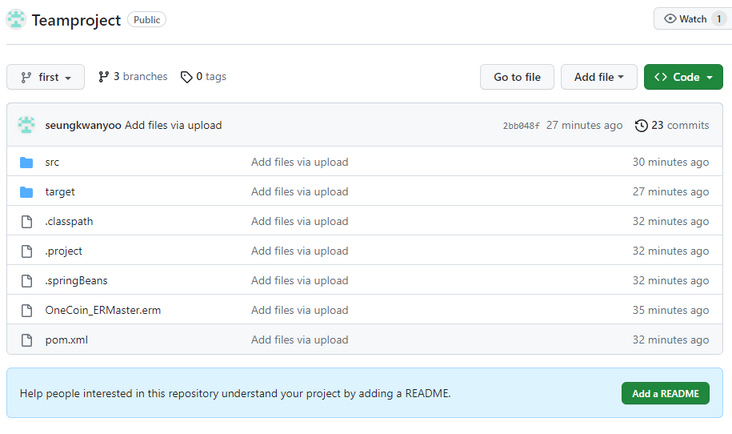 Teamproject Public Watch 1
first 3 branches 0 tags Go to file Add file <> Code
seungkwanyoo Add files via upload 2bb048f 27 minutes ago 23 commits
src Add files via upload 30 minutes ago
target Add files via upload 27 minutes ago
.classpath Add files via upload 32 minutes ago
.project Add files via upload 32 minutes ago
.springBeans Add files via upload 32 minutes ago
OneCoin_ERMaster.erm Add files via upload 35 minutes ago
pom.xml Add files via upload 32 minutes ago
Help people interested in this repository understand your project by adding a README. Add a README